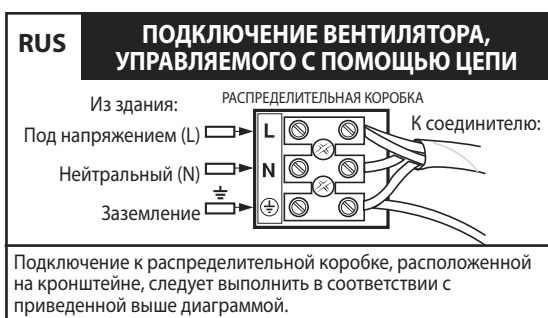 RUS
ПОДКЛЮЧЕНИЕ ВЕНТИЛЯТОРА,
УПРАВЛЯЕМОГО С ПОМОЩЬЮ ЦЕПИ
Из здания:
РАСПРЕДЕЛИТЕЛЬНАЯ КОРОБКА
К соединителю:
Под напряжением (L)
L
Нейтральный (N)
N
Заземление
Подключение к распределительной коробке, расположенной
на кронштейне, следует выполнить в соответствии с
приведенной выше диаграммой.